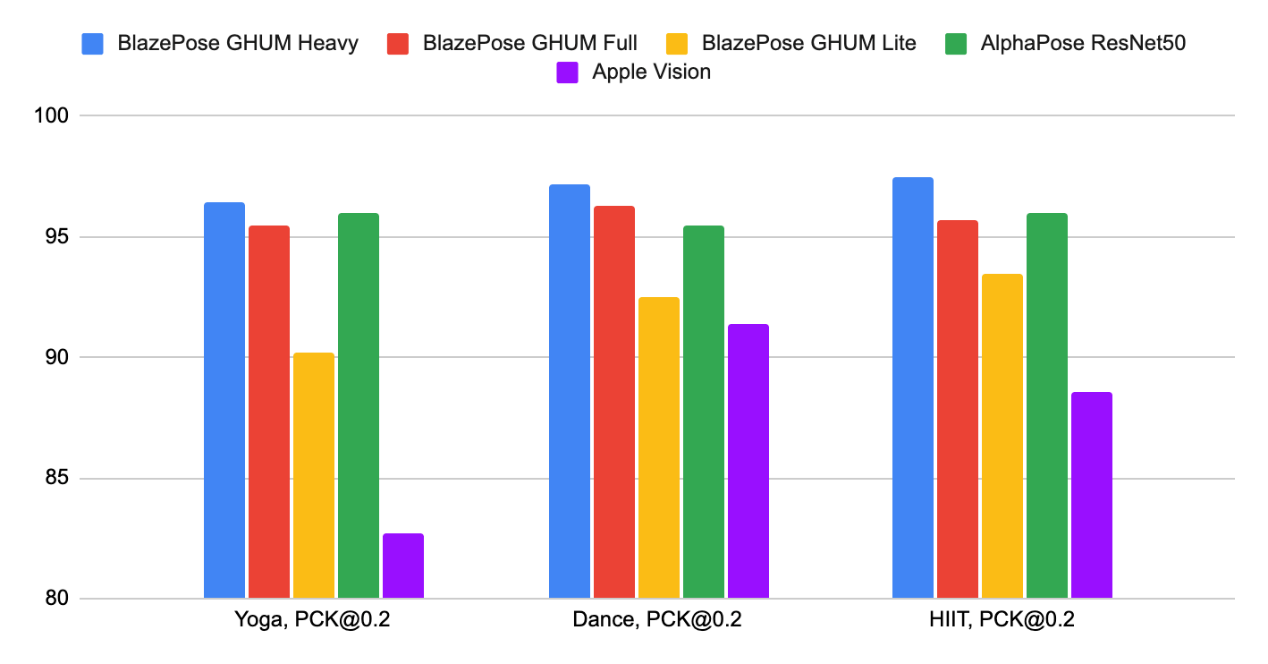 BlazePose GHUM Heavy BlazePose GHUM Full BlazePose GHUM Lite AlphaPose ResNet50
Apple Vision
100
95
90
85
80
Yoga, PCK@0.2 Dance, PCK@0.2 HIIT, PCK@0.2